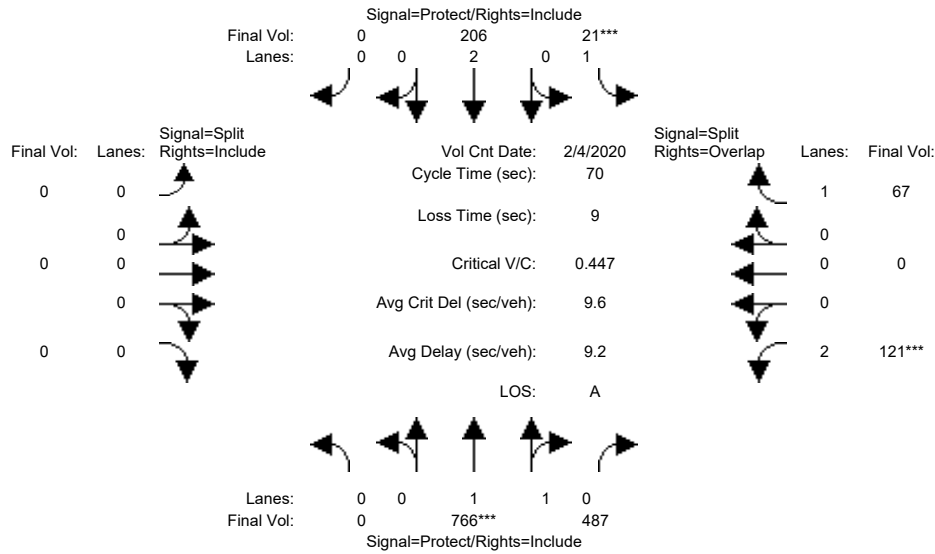 Signal=Protect/Rights=Include
Final Vol: 0 206 21***
Lanes: 0 0 2 0 1
Signal=Split Signal=Split
Final Vol: Lanes: Rights=Include Vol Cnt Date: 2/4/2020 Rights=Overlap Lanes: Final Vol:
Cycle Time (sec): 70
0 0 1 67
Loss Time (sec): 9
0 0
0 0 Critical V/C: 0.447 0 0
0 Avg Crit Del (sec/veh): 9.6 0
0 0 Avg Delay (sec/veh): 9.2 2 121***
LOS: A
Lanes: 0 0 1 1 0
Final Vol: 0 766*** 487
Signal=Protect/Rights=Include